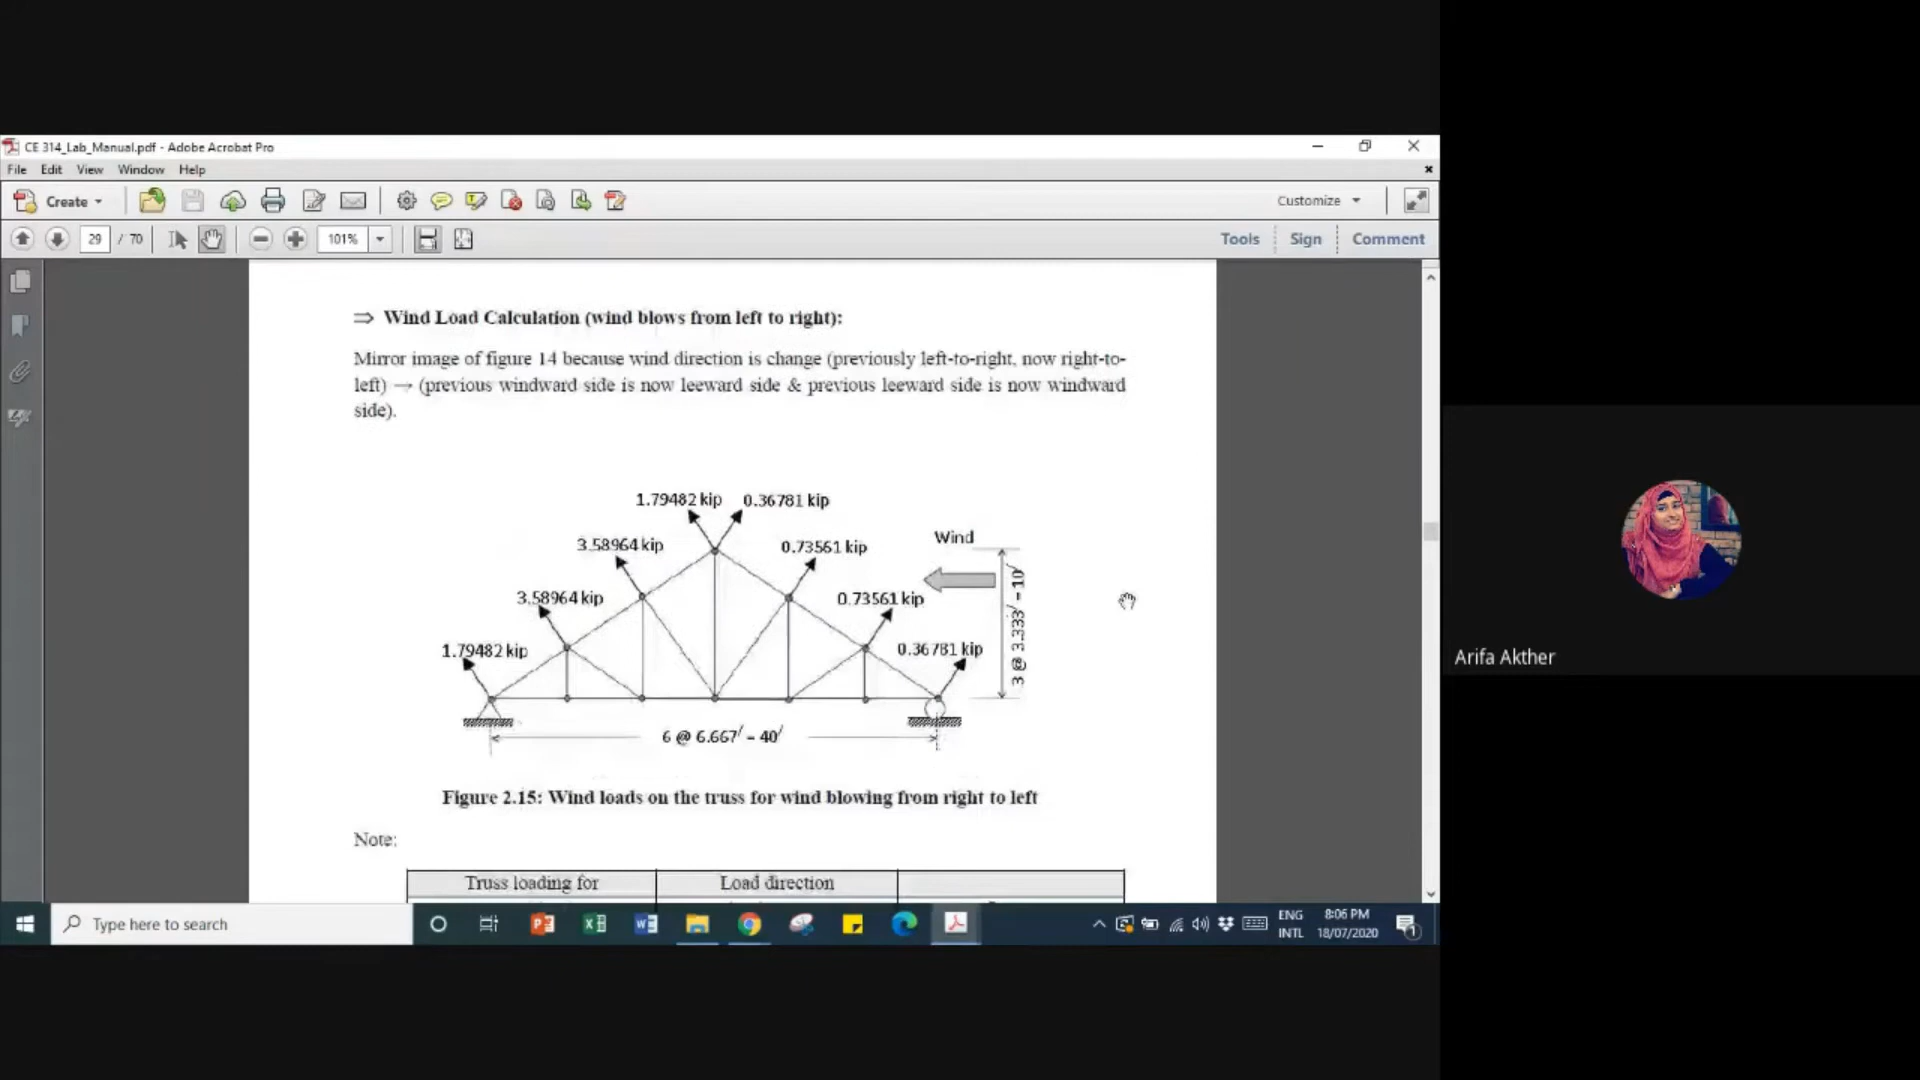 CE 314_Lab_Manual.pdf - Adobe Acrobat Pro
File Edit View Window Help
Create
Customize
29 / 70
101%
Tools Sign Comment
⇒ Wind Load Calculation (wind blows from left to right):
Mirror image of figure 14 because wind direction is change (previously left-to-right, now right-to-
left) → (previous windward side is now leeward side & previous leeward side is now windward
side).
1.79482 kip 0.36781 kip
Wind
3.58964 kip 0.73561 kip
3.58964 kip 0.73561 kip
1.79482 kip 0.36781 kip
3 @ 3.333′ = 10′
6 @ 6.667′ = 40′
Figure 2.15: Wind loads on the truss for wind blowing from right to left
Note:
Truss loading for Load direction
Arifa Akther
Type here to search
ENG
INTL
8:06 PM
18/07/2020
1